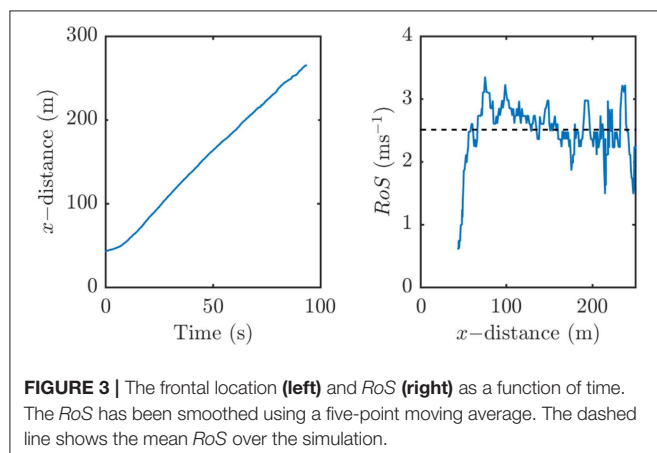 300
200
100
0
x−distance (m)
0 50 100
Time (s)
4
3
2
1
0
RoS (ms⁻¹)
0 100 200
x−distance (m)
FIGURE 3 | The frontal location (left) and RoS (right) as a function of time.
The RoS has been smoothed using a five-point moving average. The dashed
line shows the mean RoS over the simulation.